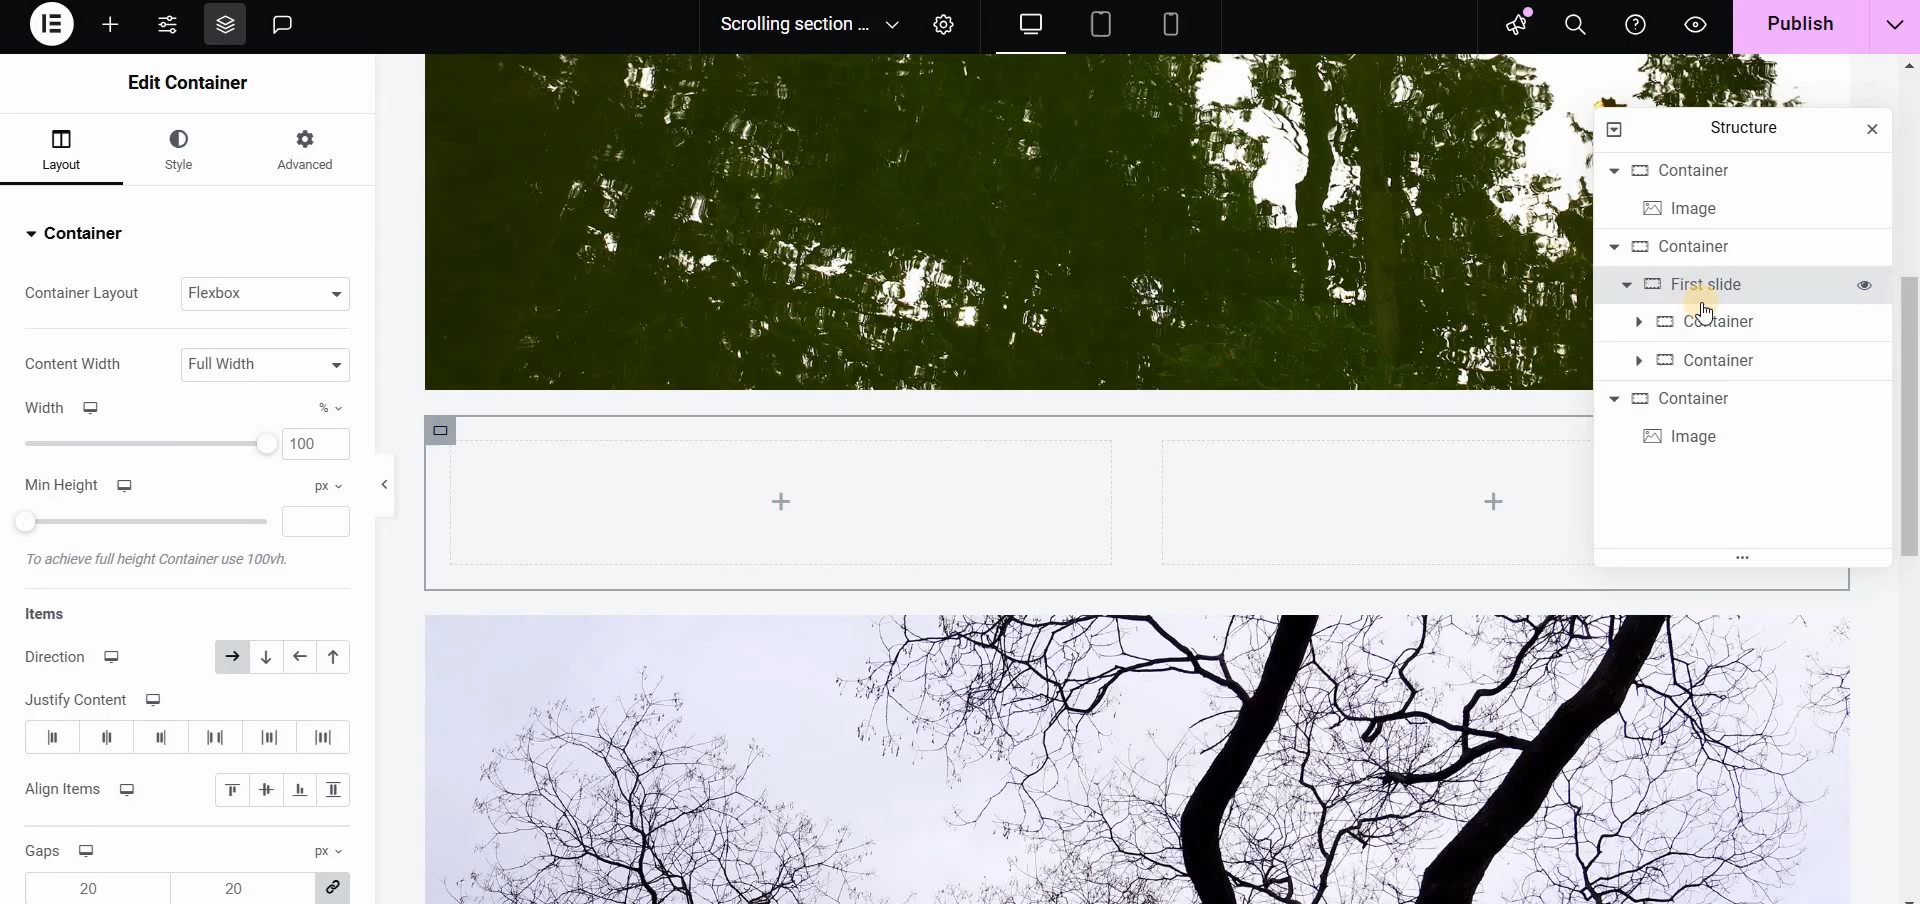 Scrolling section ...
Publish
Edit Container
Layout
Style
Advanced
Container
Container Layout
Flexbox
Content Width
Full Width
Width
%
100
Min Height
px
To achieve full height Container use 100vh.
Items
Direction
Justify Content
Align Items
Gaps
px
20
20
Structure
Container
Image
Container
First slide
Container
Container
Container
Image